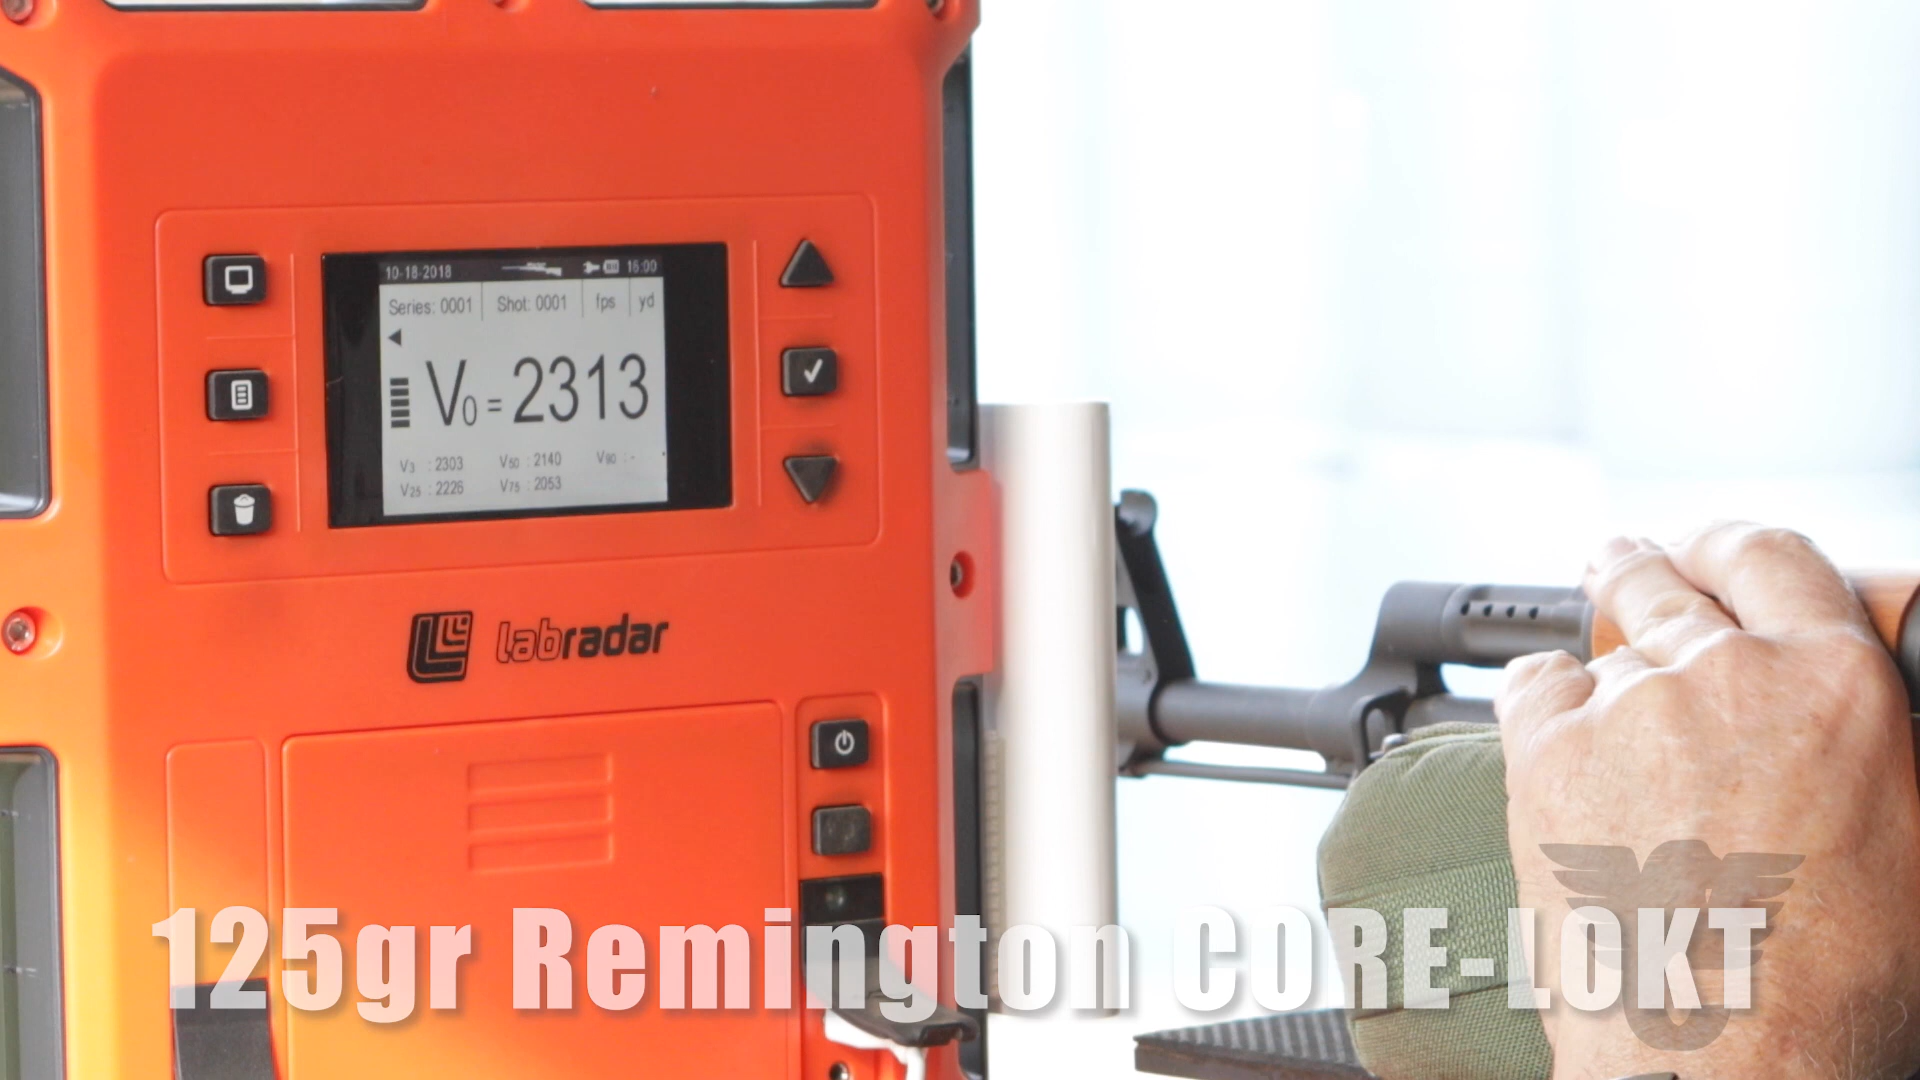 10-18-2018 16:00
Series: 0001 Shot: 0001 fps yd
V0 = 2313
V3 : 2303 V50 : 2140 V90 : -
V25 : 2226 V75 : 2053
labradar
125gr Remington CORE-LOKT